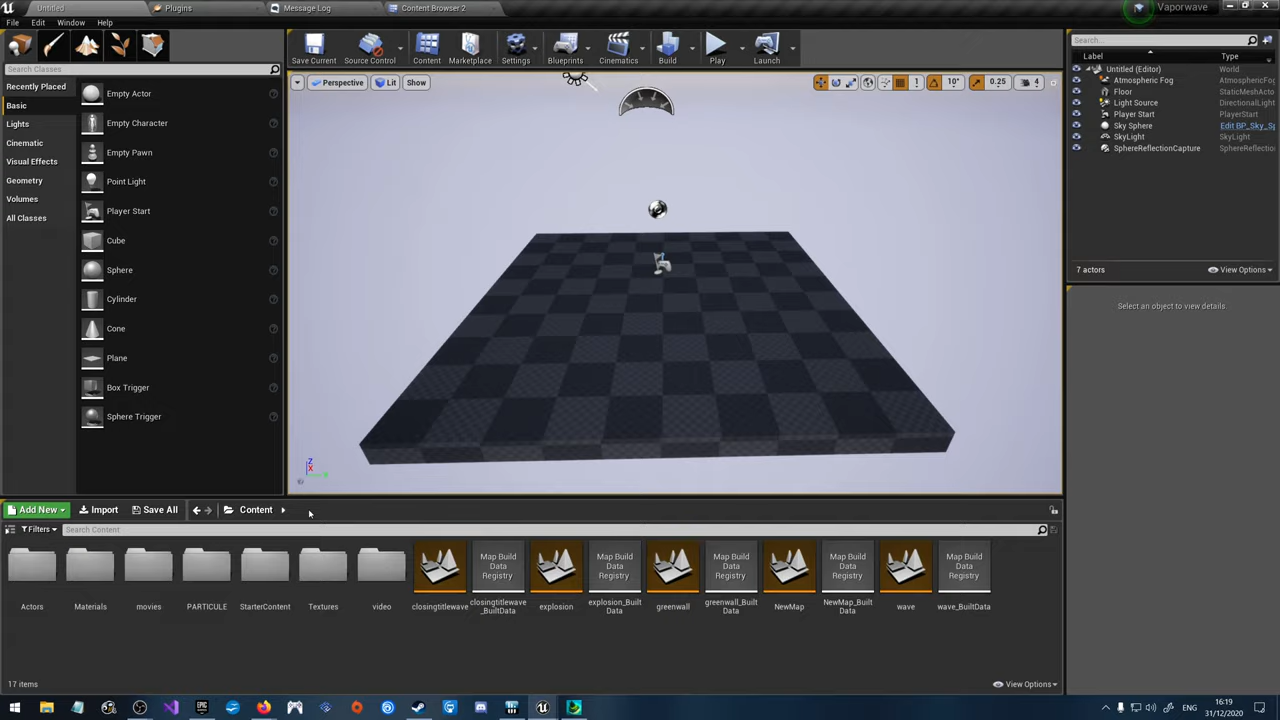 Untitled
Plugins
Message Log
Content Browser 2
Vaporwave
File Edit Window Help
Search Classes
Recently Placed
Basic
Lights
Cinematic
Visual Effects
Geometry
Volumes
All Classes
Empty Actor
Empty Character
Empty Pawn
Point Light
Player Start
Cube
Sphere
Cylinder
Cone
Plane
Box Trigger
Sphere Trigger
Save Current
Source Control
Content
Marketplace
Settings
Blueprints
Cinematics
Build
Play
Launch
Perspective
Lit
Show
1
10°
0.25
4
Z
X
Search...
Label Type
Untitled (Editor) World
Atmospheric Fog AtmosphericFog
Floor StaticMeshActo
Light Source DirectionalLight
Player Start PlayerStart
Sky Sphere Edit BP_Sky_Sp
SkyLight SkyLight
SphereReflectionCapture SphereReflection
7 actors
View Options
Select an object to view details.
Add New
Import
Save All
Content
Filters
Search Content
Map Build Data Registry
Map Build Data Registry
Map Build Data Registry
Map Build Data Registry
Map Build Data Registry
Actors
Materials
movies
PARTICULE
StarterContent
Textures
video
closingtitlewave
closingtitlewave_BuiltData
explosion
explosion_BuiltData
greenwall
greenwall_BuiltData
NewMap
NewMap_BuiltData
wave
wave_BuiltData
17 items
View Options
ENG
16:19
31/12/2020